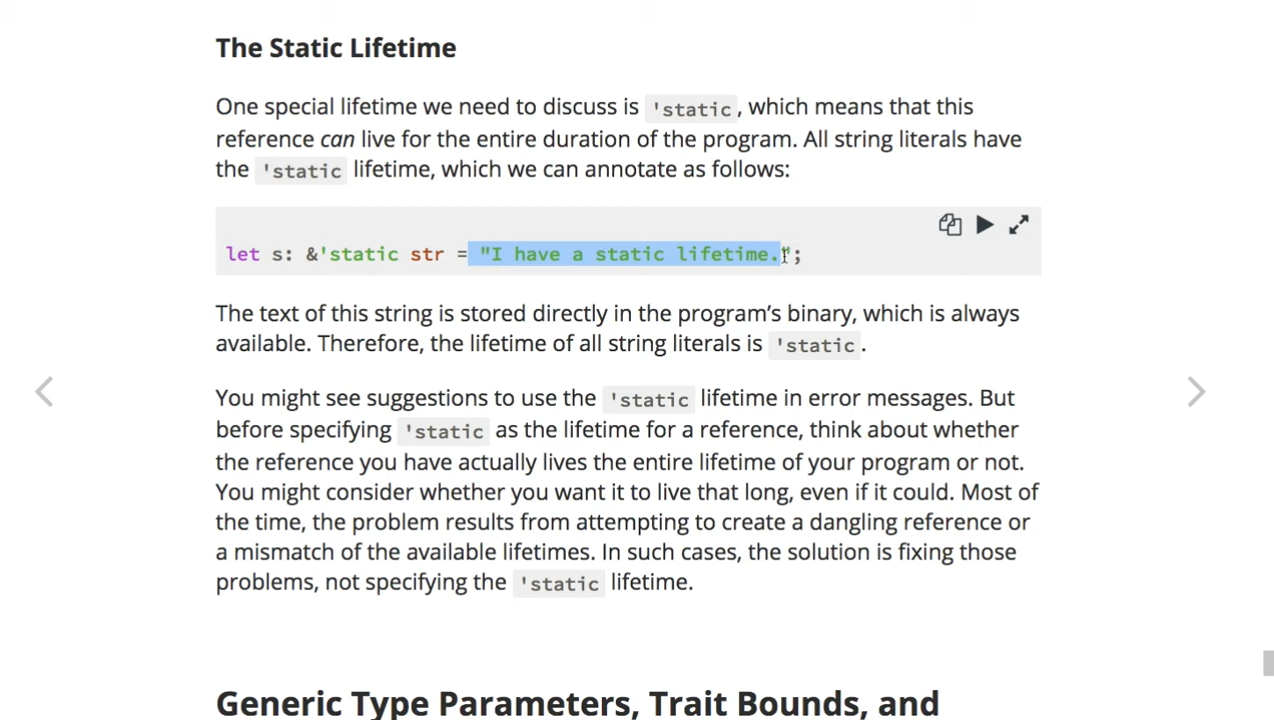 The Static Lifetime
One special lifetime we need to discuss is 'static, which means that this
reference can live for the entire duration of the program. All string literals have
the 'static lifetime, which we can annotate as follows:
let s: &'static str = "I have a static lifetime.";
The text of this string is stored directly in the program’s binary, which is always
available. Therefore, the lifetime of all string literals is 'static.
You might see suggestions to use the 'static lifetime in error messages. But
before specifying 'static as the lifetime for a reference, think about whether
the reference you have actually lives the entire lifetime of your program or not.
You might consider whether you want it to live that long, even if it could. Most of
the time, the problem results from attempting to create a dangling reference or
a mismatch of the available lifetimes. In such cases, the solution is fixing those
problems, not specifying the 'static lifetime.
Generic Type Parameters, Trait Bounds, and